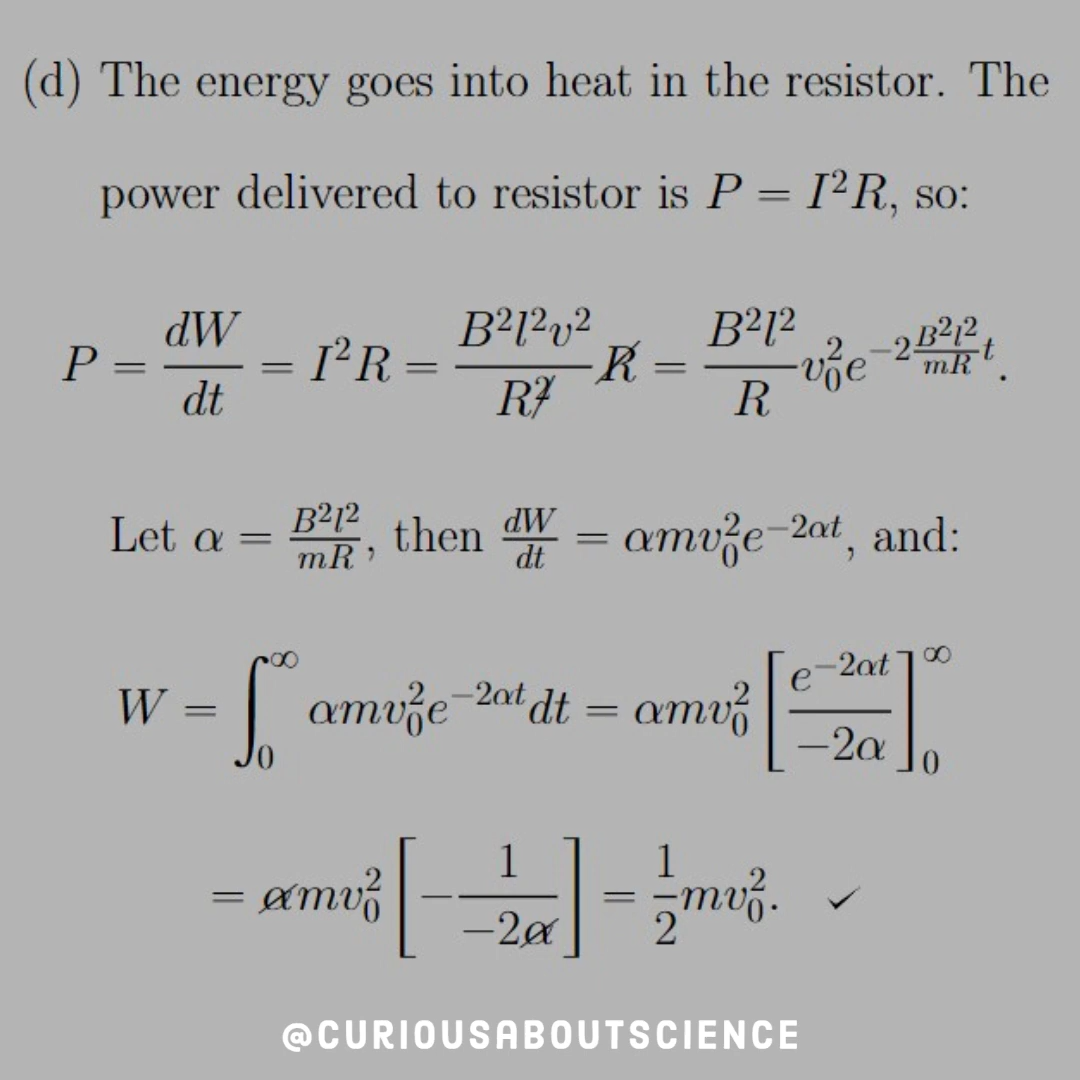 (d) The energy goes into heat in the resistor. The
power delivered to resistor is P = I²R, so:
P = dW/dt = I²R = B²l²v²/R² R = B²l²/R v₀²e^(−2 B²l²/mR t).
Let α = B²l²/mR, then dW/dt = αmv₀²e^(−2αt), and:
W = ∫₀^∞ αmv₀²e^(−2αt)dt = αmv₀² [e^(−2αt)/−2α]₀^∞
= αmv₀² [−1/−2α] = 1/2 mv₀². ✓
@CURIOUSABOUTSCIENCE